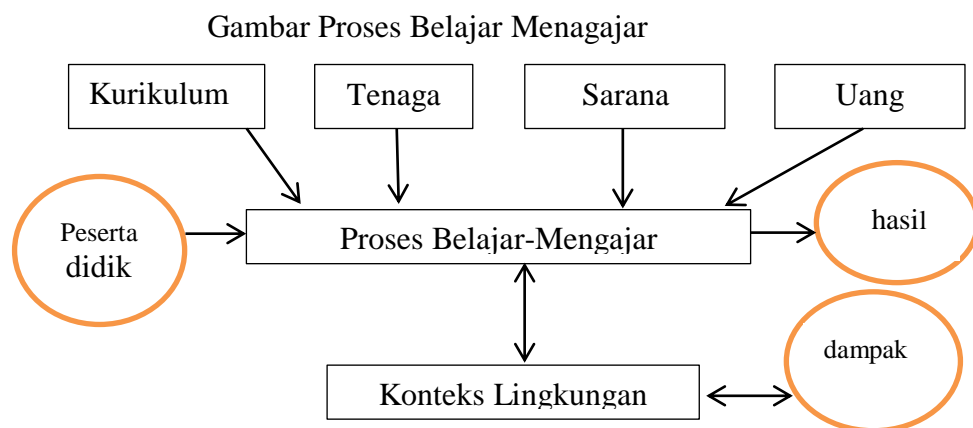 Gambar Proses Belajar Menagajar
Kurikulum
Tenaga
Sarana
Uang
Peserta
didik
Proses Belajar-Mengajar
hasil
dampak
Konteks Lingkungan